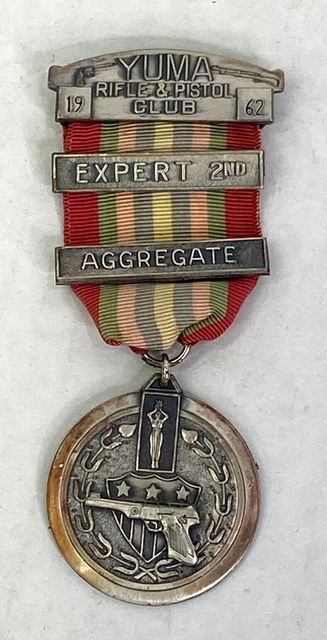 YUMA
RIFLE & PISTOL
19 CLUB 62
EXPERT 2ND
AGGREGATE